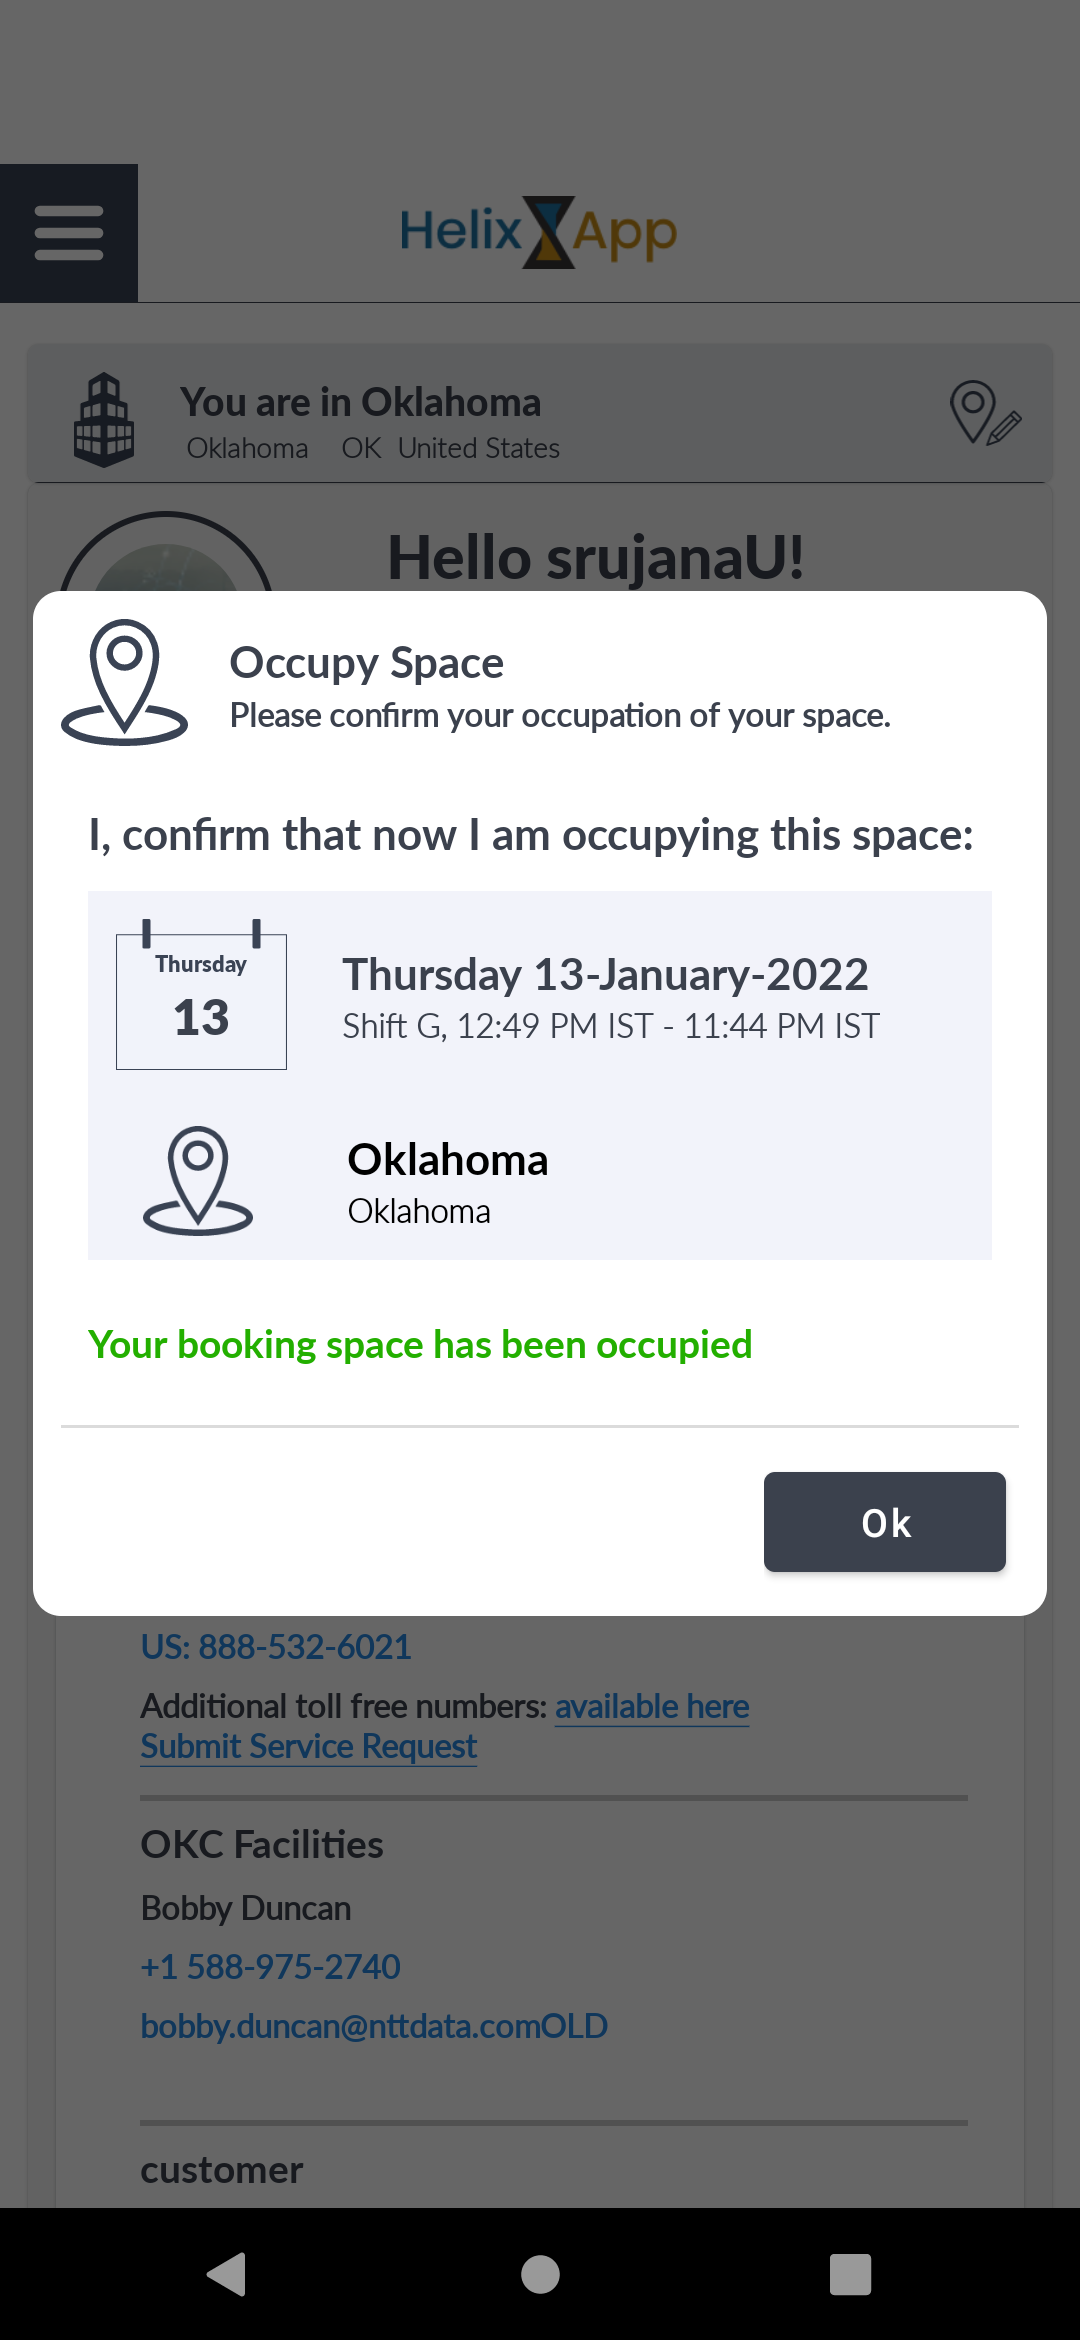 Helix App
You are in Oklahoma
Oklahoma OK United States
Hello srujanaU!
Occupy Space
Please confirm your occupation of your space.
I, confirm that now I am occupying this space:
Thursday
13
Thursday 13-January-2022
Shift G, 12:49 PM IST - 11:44 PM IST
Oklahoma
Oklahoma
Your booking space has been occupied
Ok
US: 888-532-6021
Additional toll free numbers: available here
Submit Service Request
OKC Facilities
Bobby Duncan
+1 588-975-2740
bobby.duncan@nttdata.comOLD
customer